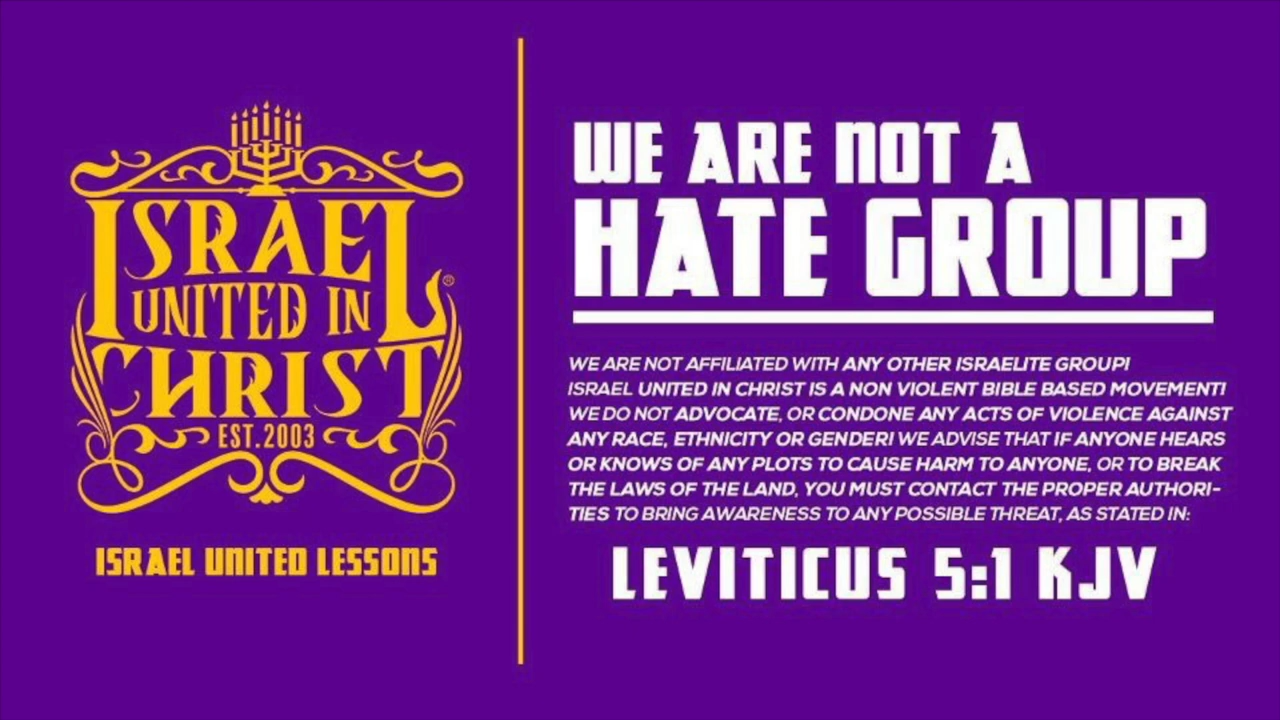 ISRAEL
UNITED IN
CHRIST
EST.2003
ISRAEL UNITED LESSONS
WE ARE NOT A
HATE GROUP
WE ARE NOT AFFILIATED WITH ANY OTHER ISRAELITE GROUP!
ISRAEL UNITED IN CHRIST IS A NON VIOLENT BIBLE BASED MOVEMENT!
WE DO NOT ADVOCATE, OR CONDONE ANY ACTS OF VIOLENCE AGAINST
ANY RACE, ETHNICITY OR GENDER! WE ADVISE THAT IF ANYONE HEARS
OR KNOWS OF ANY PLOTS TO CAUSE HARM TO ANYONE, OR TO BREAK
THE LAWS OF THE LAND, YOU MUST CONTACT THE PROPER AUTHORI-
TIES TO BRING AWARENESS TO ANY POSSIBLE THREAT, AS STATED IN:
LEVITICUS 5:1 KJV